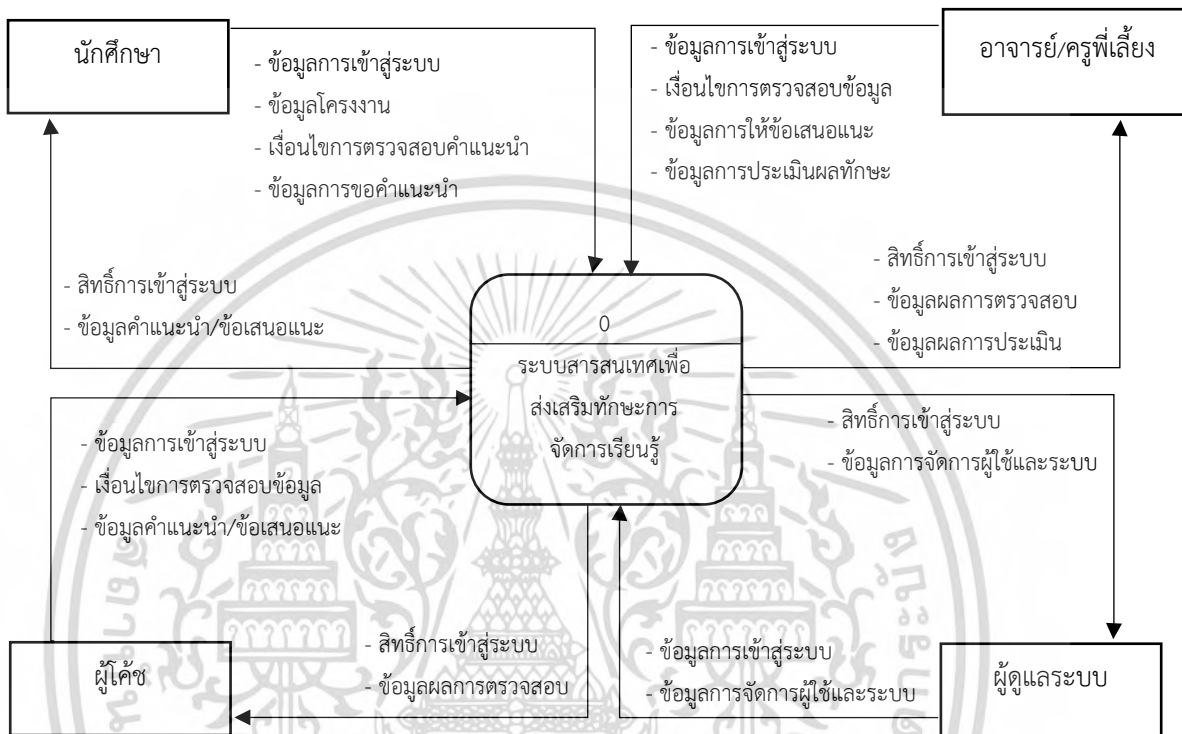 นักศึกษา
- ข้อมูลการเข้าสู่ระบบ
- ข้อมูลโครงงาน
- เงื่อนไขการตรวจสอบคำแนะนำ
- ข้อมูลการขอคำแนะนำ
- ข้อมูลการเข้าสู่ระบบ
- เงื่อนไขการตรวจสอบข้อมูล
- ข้อมูลการให้ข้อเสนอแนะ
- ข้อมูลการประเมินผลทักษะ
อาจารย์/ครูพี่เลี้ยง
- สิทธิ์การเข้าสู่ระบบ
- ข้อมูลคำแนะนำ/ข้อเสนอแนะ
0
ระบบสารสนเทศเพื่อ
ส่งเสริมทักษะการ
จัดการเรียนรู้
- สิทธิ์การเข้าสู่ระบบ
- ข้อมูลผลการตรวจสอบ
- ข้อมูลผลการประเมิน
- ข้อมูลการเข้าสู่ระบบ
- เงื่อนไขการตรวจสอบข้อมูล
- ข้อมูลคำแนะนำ/ข้อเสนอแนะ
- สิทธิ์การเข้าสู่ระบบ
- ข้อมูลการจัดการผู้ใช้และระบบ
ผู้โค้ช
- สิทธิ์การเข้าสู่ระบบ
- ข้อมูลผลการตรวจสอบ
- ข้อมูลการเข้าสู่ระบบ
- ข้อมูลการจัดการผู้ใช้และระบบ
ผู้ดูแลระบบ